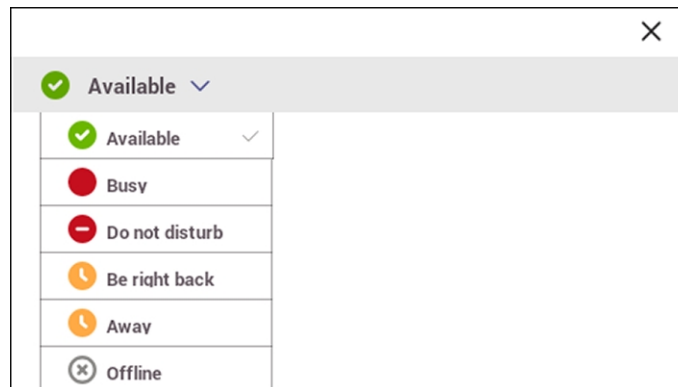 Available
Available
Busy
Do not disturb
Be right back
Away
Offline